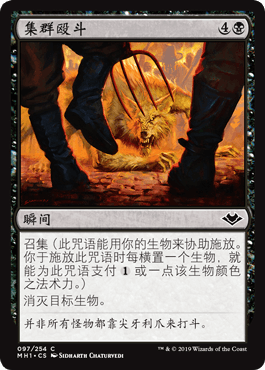 集群殴斗 4
瞬间
召集（此咒语能用你的生物来协助施放。
你于施放此咒语时每横置一个生物，就
能为此咒语支付 1 或一点该生物颜色
之法术力。）
消灭目标生物。
并非所有怪物都靠尖牙利爪来打斗。
097/254 C
MH1 • CS SIDHARTH CHATURVEDI
™ & © 2019 Wizards of the Coast